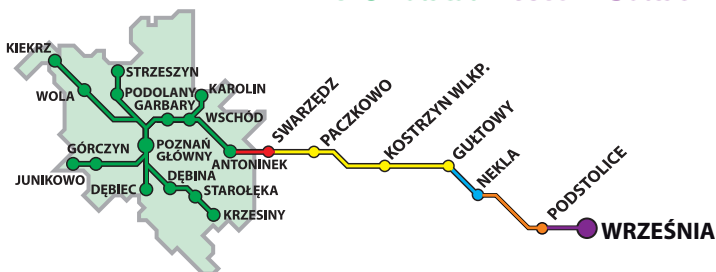 KIEKRZ
STRZESZYN
WOLA
PODOLANY
KAROLIN
GARBARY
WSCHÓD
GÓRCZYN
POZNAŃ
GŁÓWNY
ANTONINEK
JUNIKOWO
DĘBINA
DĘBIEC
STAROŁĘKA
KRZESINY
SWARZĘDZ
PACZKOWO
KOSTRZYN WLKP.
GUŁTOWY
NEKLA
PODSTOLICE
WRZEŚNIA